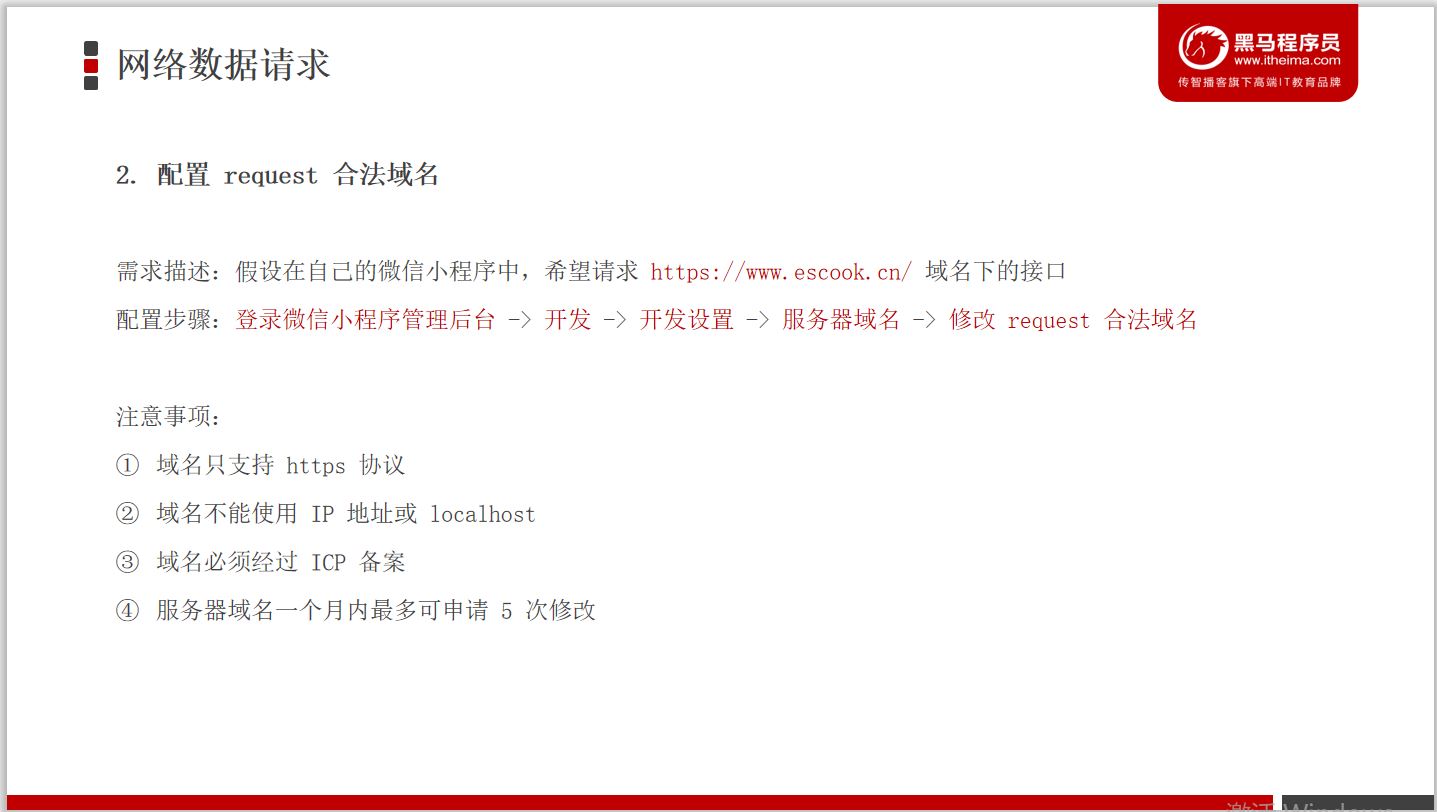 网络数据请求
黑马程序员
www.itheima.com
传智播客旗下高端IT教育品牌
2. 配置 request 合法域名
需求描述：假设在自己的微信小程序中，希望请求 https://www.escook.cn/ 域名下的接口
配置步骤：登录微信小程序管理后台 -> 开发 -> 开发设置 -> 服务器域名 -> 修改 request 合法域名
注意事项：
① 域名只支持 https 协议
② 域名不能使用 IP 地址或 localhost
③ 域名必须经过 ICP 备案
④ 服务器域名一个月内最多可申请 5 次修改
激活 Windows